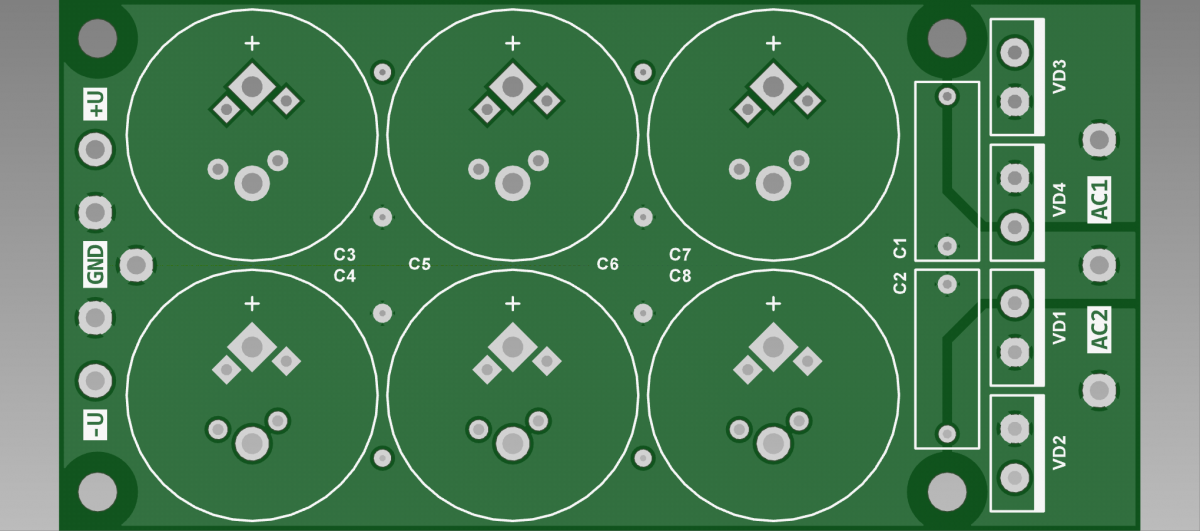 +U
GND
-U
+
+
+
C3
C4
C5
C6
C7
C8
+
+
+
C1
C2
VD3
VD4
VD1
VD2
AC1
AC2